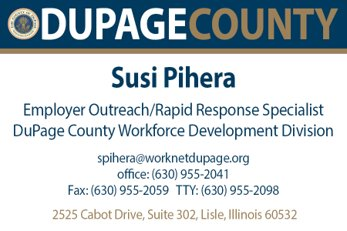 DUPAGECOUNTY
Susi Pihera
Employer Outreach/Rapid Response Specialist
DuPage County Workforce Development Division
spihera@worknetdupage.org
office: (630) 955-2041
Fax: (630) 955-2059 TTY: (630) 955-2098
2525 Cabot Drive, Suite 302, Lisle, Illinois 60532